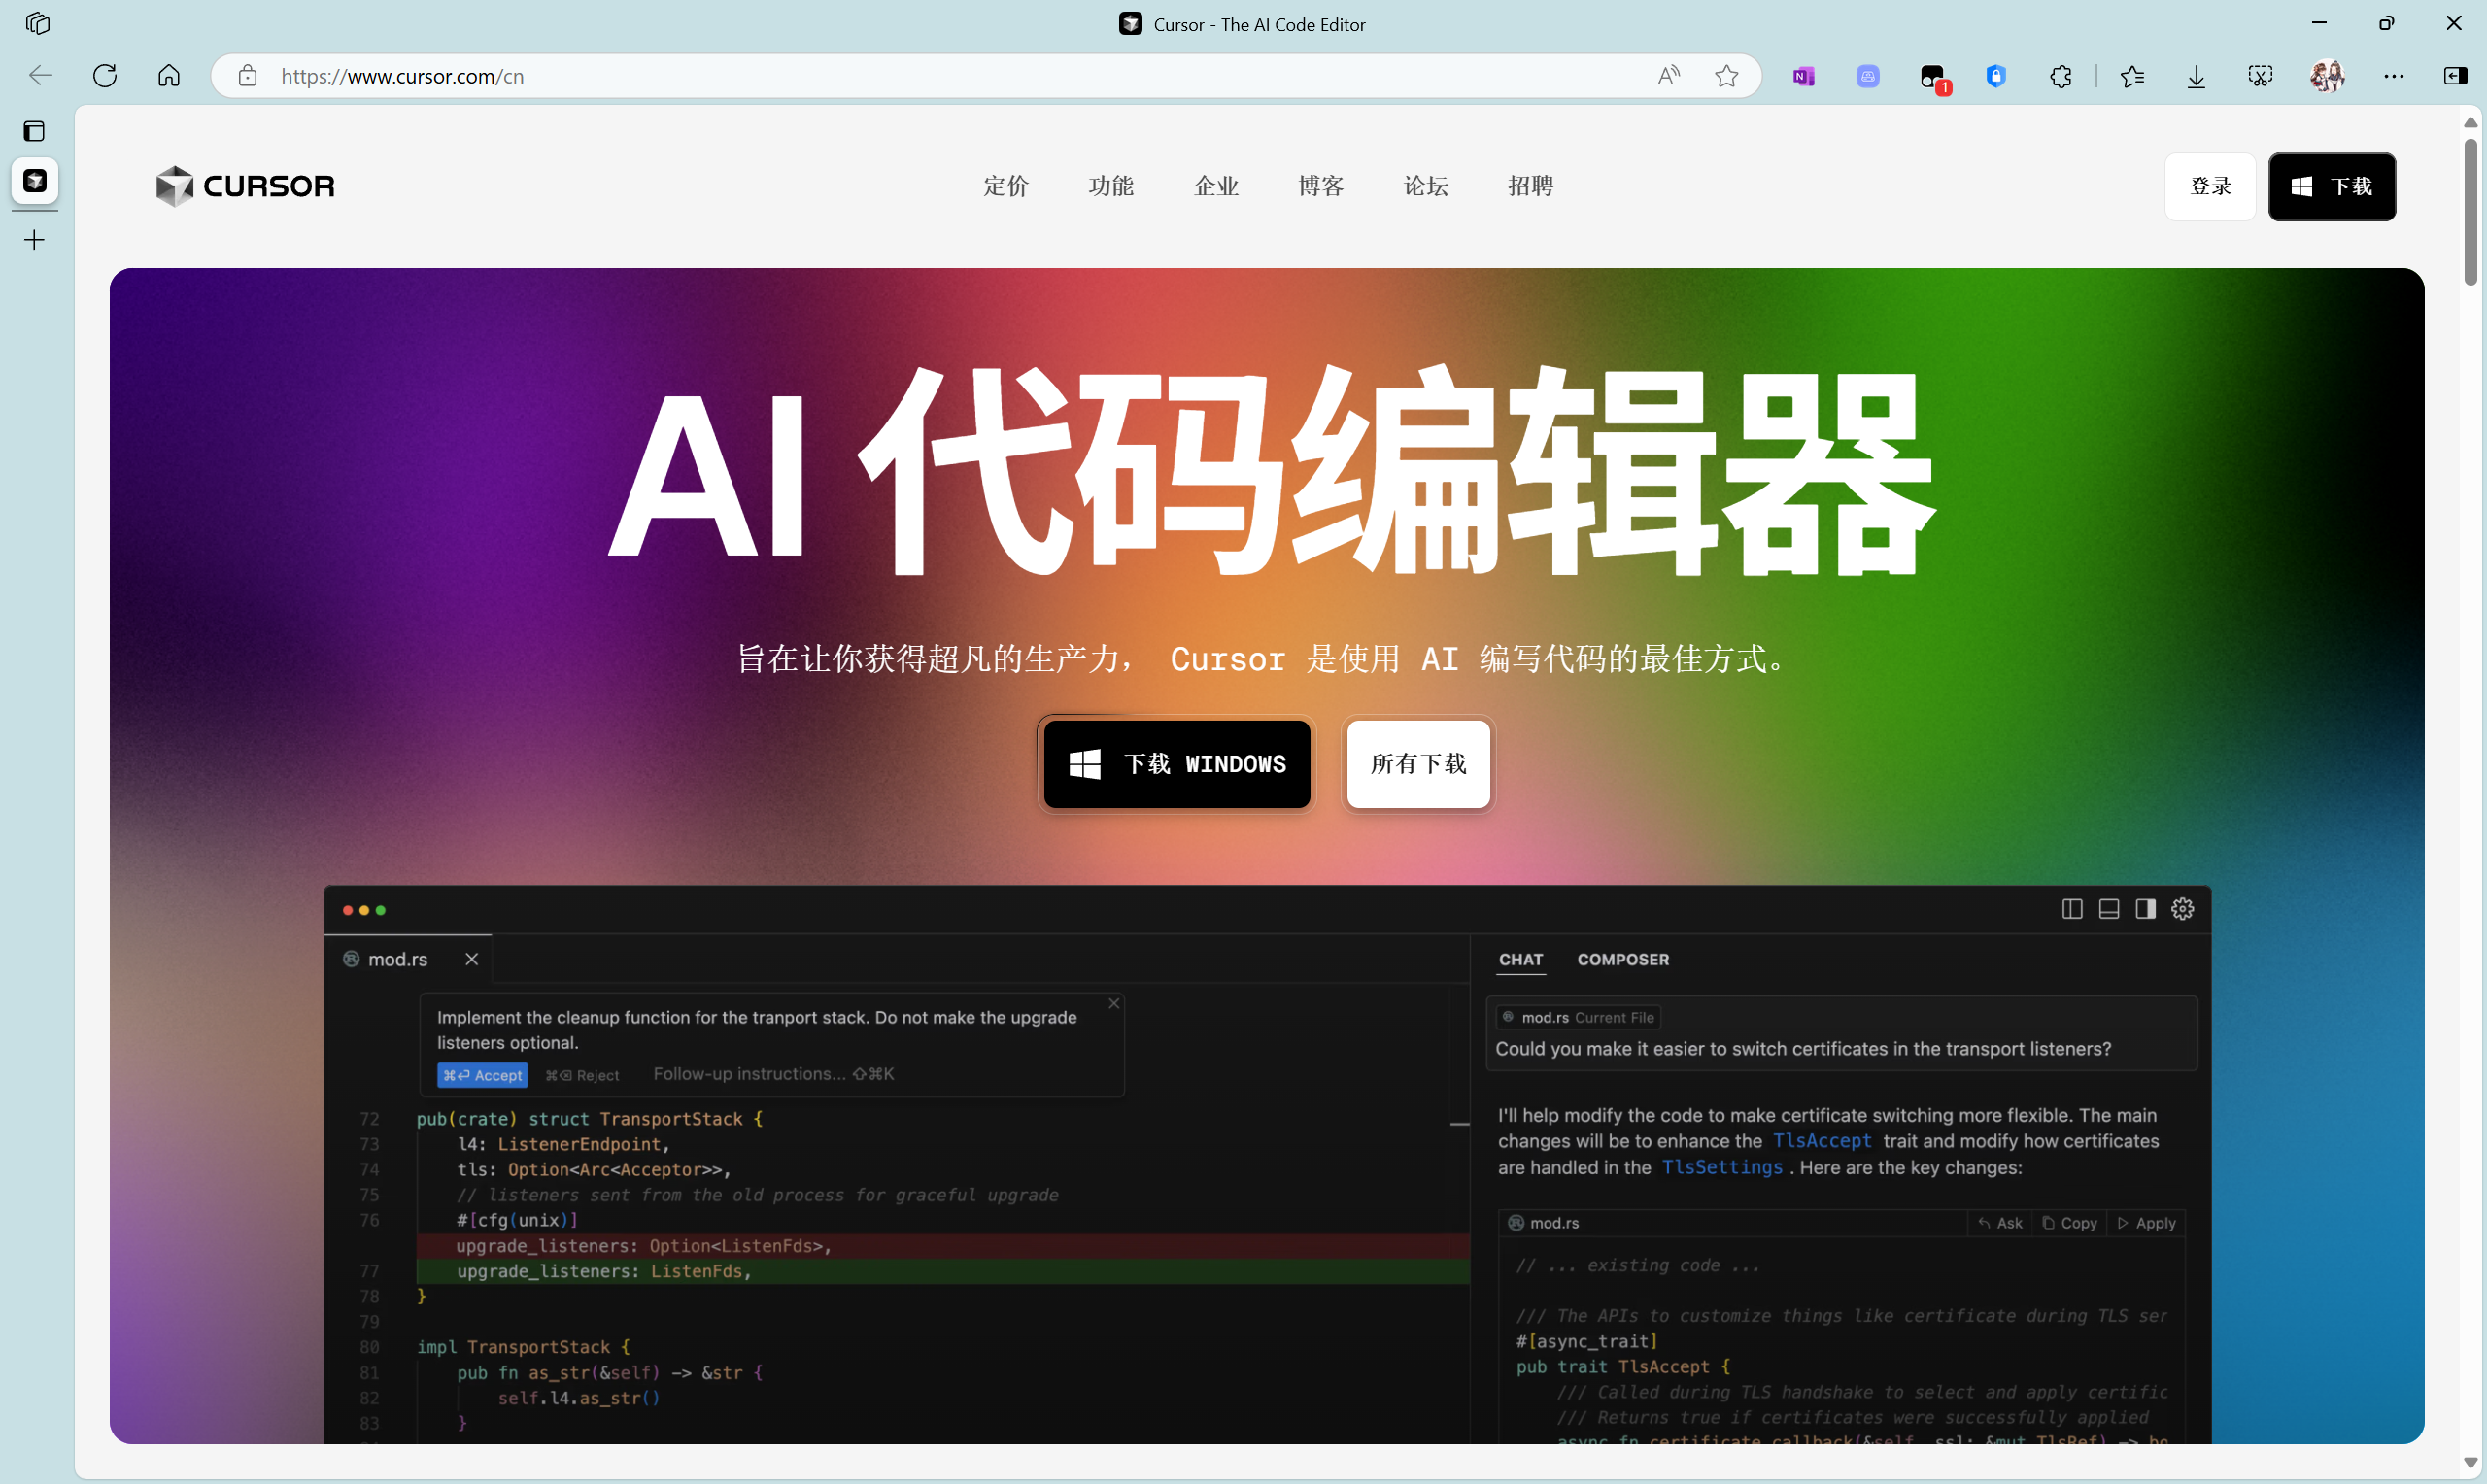 Cursor - The AI Code Editor
https://www.cursor.com/cn
1
CURSOR
定价 功能 企业 博客 论坛 招聘
登录 下载
AI 代码编辑器
旨在让你获得超凡的生产力， Cursor 是使用 AI 编写代码的最佳方式。
下载 WINDOWS 所有下载
mod.rs
Implement the cleanup function for the tranport stack. Do not make the upgrade
listeners optional.
⌘⏎ Accept ⌘⌫ Reject Follow-up instructions... ⇧⌘K
72 pub(crate) struct TransportStack {
73 l4: ListenerEndpoint,
74 tls: Option<Arc<Acceptor>>,
75 // listeners sent from the old process for graceful upgrade
76 #[cfg(unix)]
upgrade_listeners: Option<ListenFds>,
77 upgrade_listeners: ListenFds,
78 }
79
80 impl TransportStack {
81 pub fn as_str(&self) -> &str {
82 self.l4.as_str()
83 }
CHAT COMPOSER
mod.rs Current File
Could you make it easier to switch certificates in the transport listeners?
I'll help modify the code to make certificate switching more flexible. The main
changes will be to enhance the TlsAccept trait and modify how certificates
are handled in the TlsSettings . Here are the key changes:
mod.rs Ask Copy Apply
// ... existing code ...
/// The APIs to customize things like certificate during TLS ser
#[async_trait]
pub trait TlsAccept {
/// Called during TLS handshake to select and apply certific
/// Returns true if certificates were successfully applied
async fn certificate_callback(&self, ssl: &mut TlsRef) -> bo